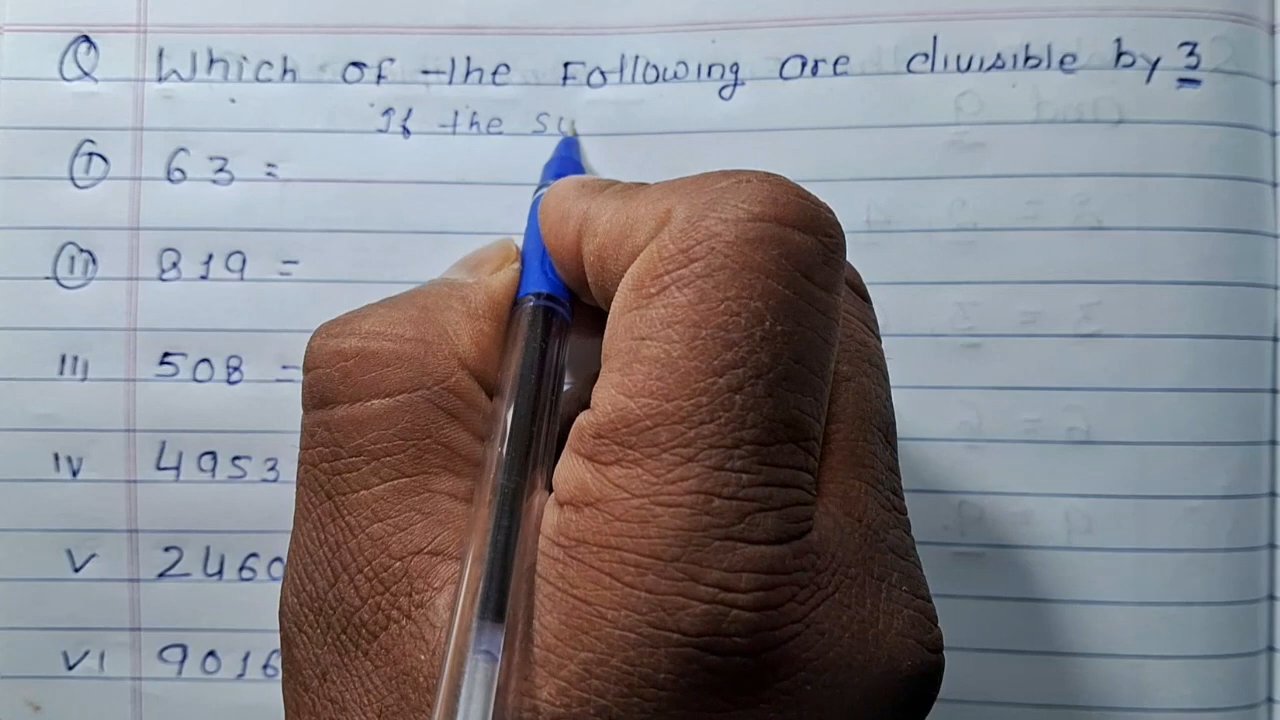 Q Which of the Following are divisible by 3
If the su
I 63 =
II 819 =
III 508 =
IV 4953
V 2460
VI 9016